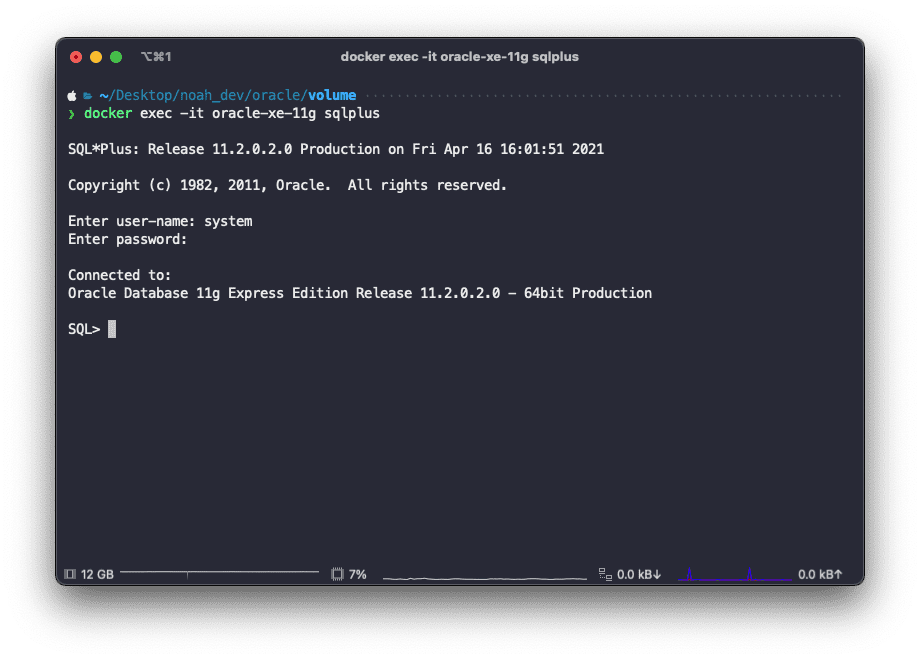 ⌥⌘1
docker exec -it oracle-xe-11g sqlplus
~/Desktop/noah_dev/oracle/volume
❯ docker exec -it oracle-xe-11g sqlplus
SQL*Plus: Release 11.2.0.2.0 Production on Fri Apr 16 16:01:51 2021
Copyright (c) 1982, 2011, Oracle.  All rights reserved.
Enter user-name: system
Enter password:
Connected to:
Oracle Database 11g Express Edition Release 11.2.0.2.0 - 64bit Production
SQL>
12 GB 7% 0.0 kB↓ 0.0 kB↑